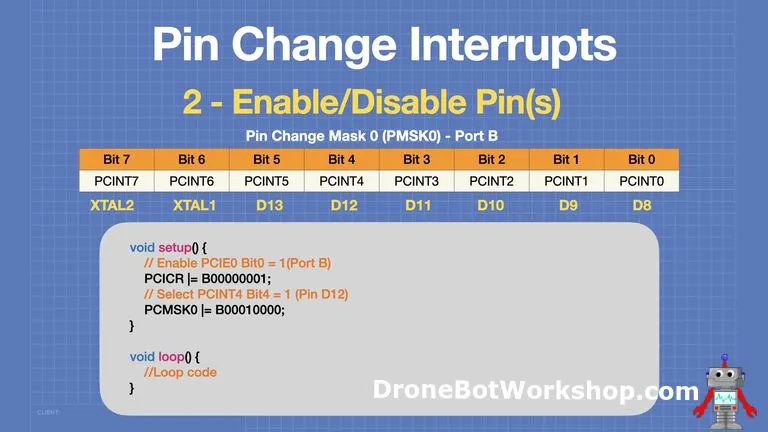 Pin Change Interrupts
2 - Enable/Disable Pin(s)
Pin Change Mask 0 (PMSK0) - Port B
Bit 7 Bit 6 Bit 5 Bit 4 Bit 3 Bit 2 Bit 1 Bit 0
PCINT7 PCINT6 PCINT5 PCINT4 PCINT3 PCINT2 PCINT1 PCINT0
XTAL2 XTAL1 D13 D12 D11 D10 D9 D8
void setup() {
// Enable PCIE0 Bit0 = 1(Port B)
PCICR |= B00000001;
// Select PCINT4 Bit4 = 1 (Pin D12)
PCMSK0 |= B00010000;
}
void loop() {
//Loop code
}
DroneBotWorkshop.com
CLIENT: